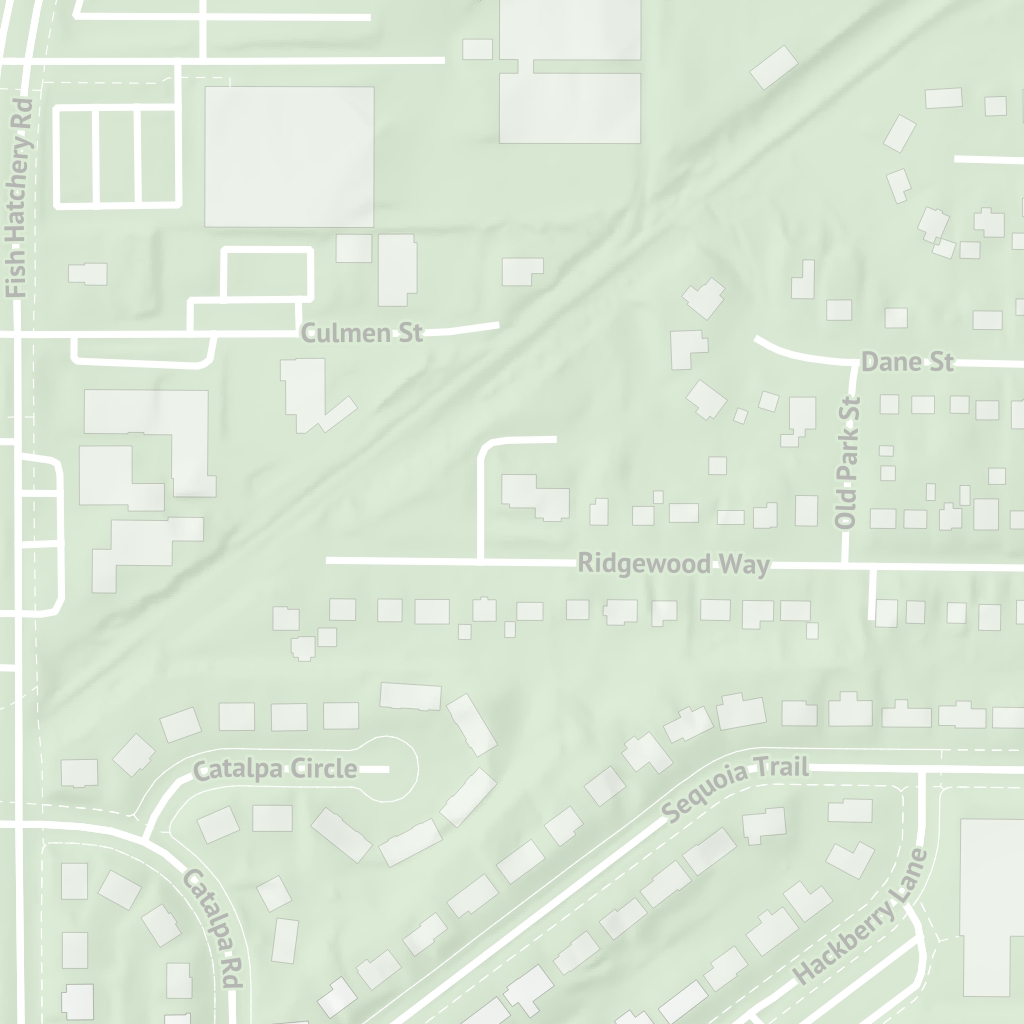 Fish Hatchery Rd
Culmen St
Dane St
Old Park St
Ridgewood Way
Catalpa Circle
Sequoia Trail
Catalpa Rd
Hackberry Lane